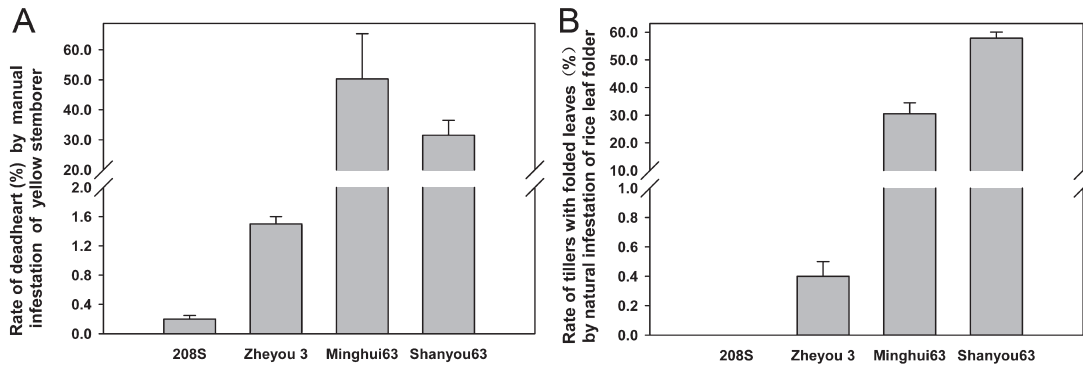 A
Rate of deadheart (%) by manual
infestation of yellow stemborer
60.0
50.0
40.0
30.0
20.0
2.0
1.6
1.2
0.8
0.4
0.0
208S Zheyou 3 Minghui63 Shanyou63
B
Rate of tillers with folded leaves（%）
by natural infestation of rice leaf folder
60.0
50.0
40.0
30.0
20.0
10.0
1.0
0.8
0.6
0.4
0.2
0.0
208S Zheyou 3 Minghui63 Shanyou63